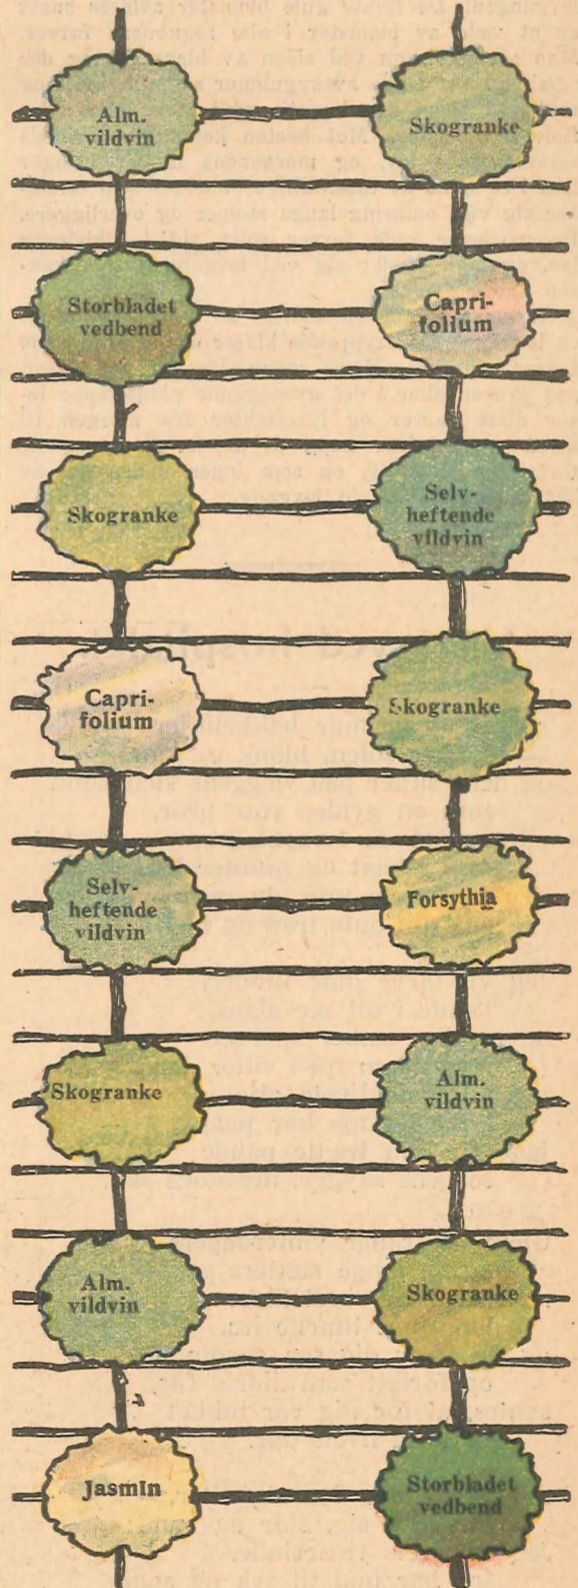 Alm.
vildvin
Skogranke
Storbladet
vedbend
Capri-
folium
Skogranke
Selv-
heftende
vildvin
Capri-
folium
Skogranke
Selv-
heftende
vildvin
Forsythia
Skogranke
Alm.
vildvin
Alm.
vildvin
Skogranke
Jasmin
Storbladet
vedbend